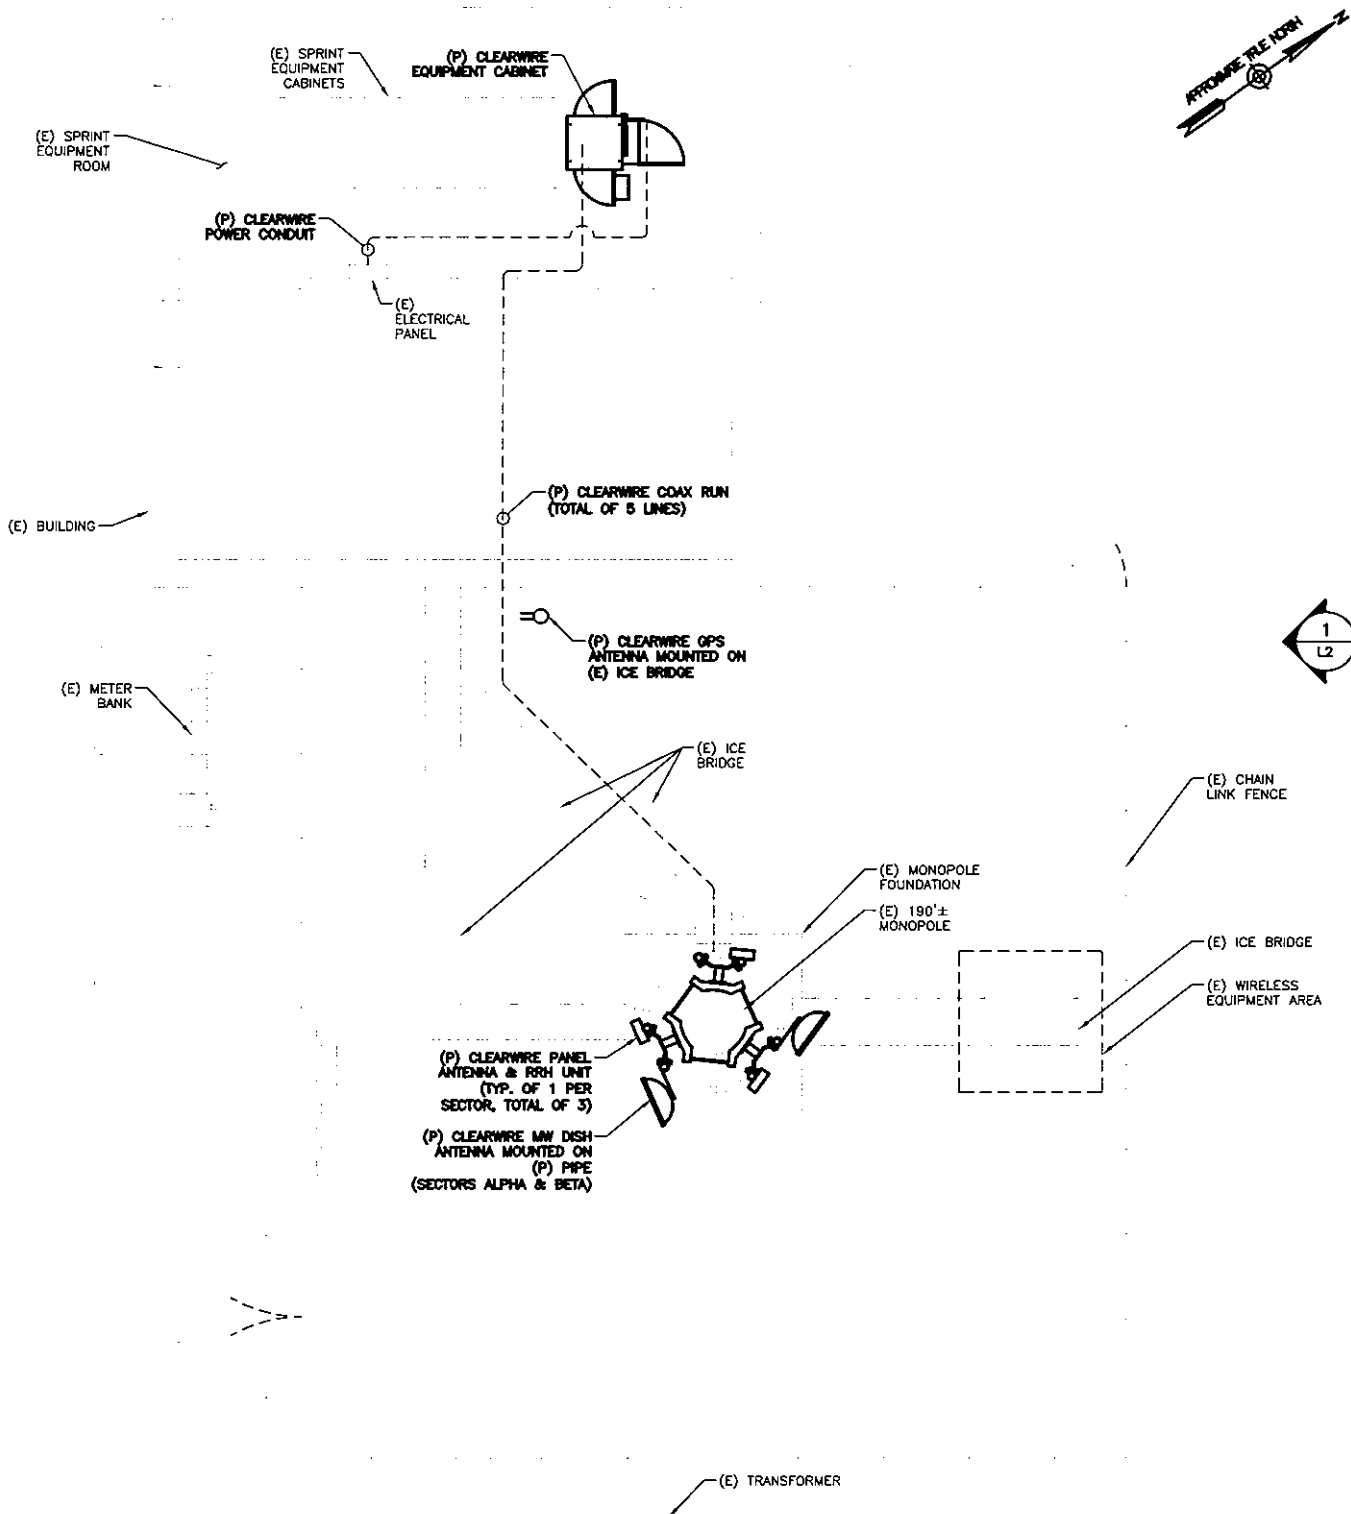 (E) SPRINT
EQUIPMENT
CABINETS
(P) CLEARWIRE
EQUIPMENT CABINET
APPROXIMATE TRUE NORTH
N
(E) SPRINT
EQUIPMENT
ROOM
(P) CLEARWIRE
POWER CONDUIT
(E)
ELECTRICAL
PANEL
(P) CLEARWIRE COAX RUN
(TOTAL OF 5 LINES)
(E) BUILDING
(P) CLEARWIRE GPS
ANTENNA MOUNTED ON
(E) ICE BRIDGE
1
L2
(E) METER
BANK
(E) ICE
BRIDGE
(E) CHAIN
LINK FENCE
(E) MONOPOLE
FOUNDATION
(E) 190'±
MONOPOLE
(E) ICE BRIDGE
(E) WIRELESS
EQUIPMENT AREA
(P) CLEARWIRE PANEL
ANTENNA & RRH UNIT
(TYP. OF 1 PER
SECTOR, TOTAL OF 3)
(P) CLEARWIRE MW DISH
ANTENNA MOUNTED ON
(P) PIPE
(SECTORS ALPHA & BETA)
(E) TRANSFORMER